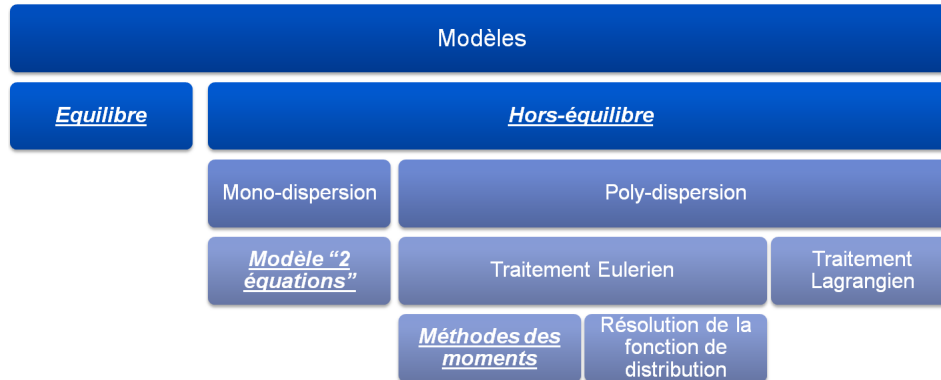 Modèles
Equilibre
Hors-équilibre
Mono-dispersion
Poly-dispersion
Modèle “2
équations”
Traitement Eulerien
Traitement
Lagrangien
Méthodes des
moments
Résolution de la
fonction de
distribution